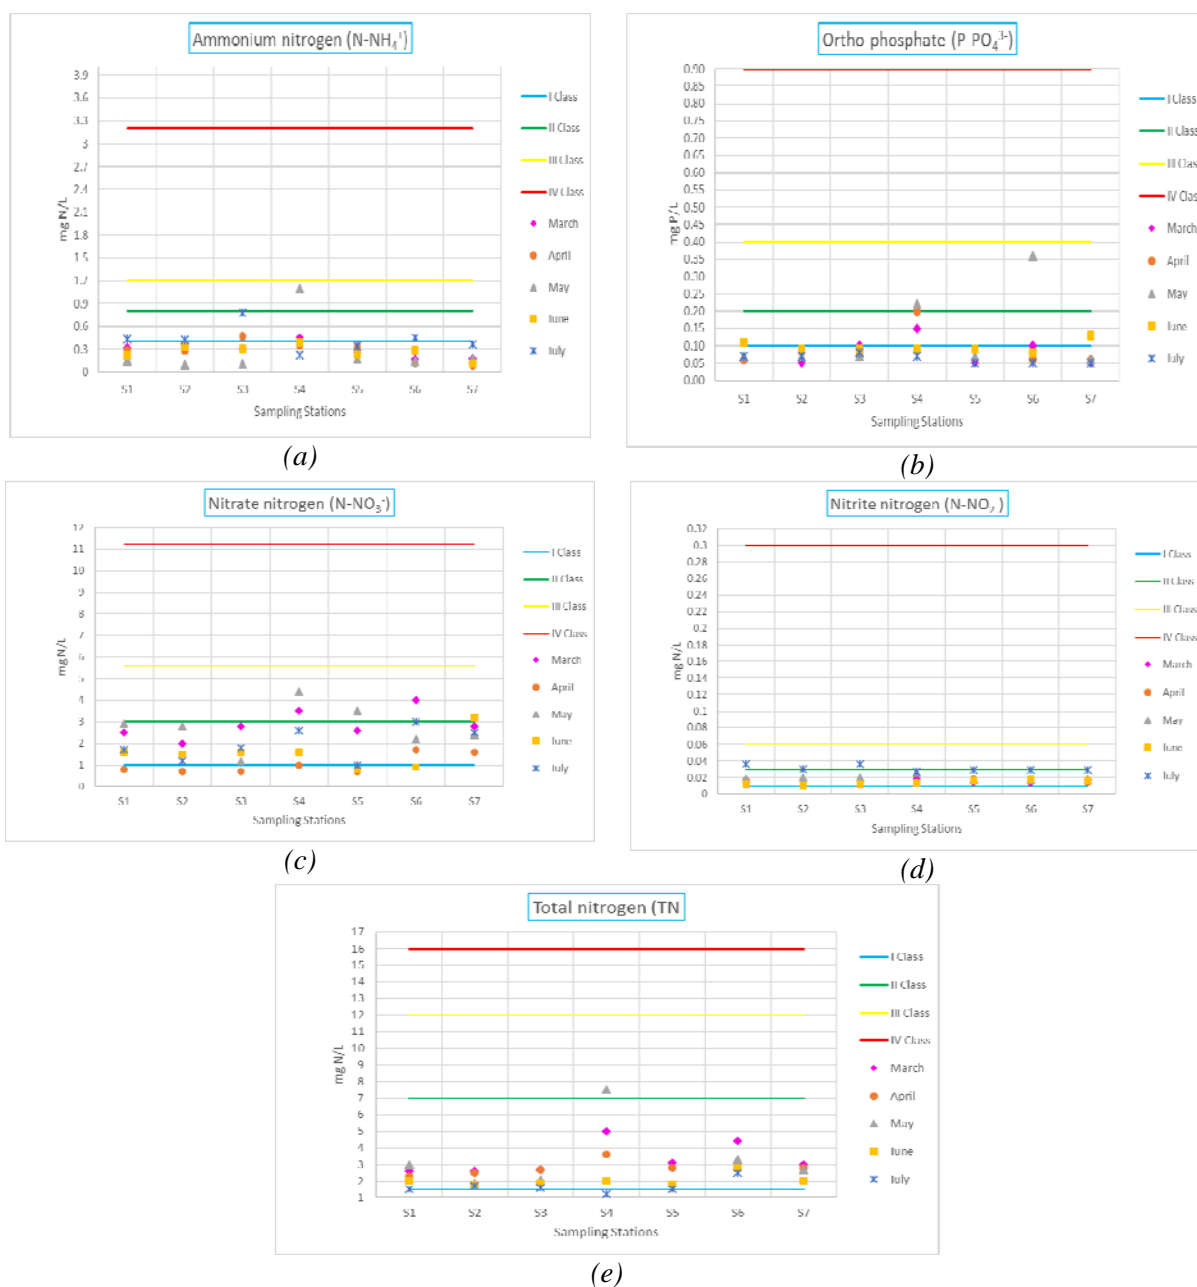 Ammonium nitrogen (N-NH₄⁺)
3.9
3.6
3.3
3
2.7
2.4
2.1
1.8
1.5
1.2
0.9
0.6
0.3
0
mg N/L
S1 S2 S3 S4 S5 S6 S7
Sampling Stations
I Class
II Class
III Class
IV Class
March
April
May
June
July
(a)
Ortho phosphate (P PO₄³⁻)
0.90
0.85
0.80
0.75
0.70
0.65
0.60
0.55
0.50
0.45
0.40
0.35
0.30
0.25
0.20
0.15
0.10
0.05
0.00
mg P/L
S1 S2 S3 S4 S5 S6 S7
Sampling Stations
I Class
II Class
III Class
IV Class
March
April
May
June
July
(b)
Nitrate nitrogen (N-NO₃⁻)
12
11
10
9
8
7
6
5
4
3
2
1
0
mg N/L
S1 S2 S3 S4 S5 S6 S7
Sampling Stations
I Class
II Class
III Class
IV Class
March
April
May
June
July
(c)
Nitrite nitrogen (N-NO₂ )
0.32
0.3
0.28
0.26
0.24
0.22
0.2
0.18
0.16
0.14
0.12
0.1
0.08
0.06
0.04
0.02
0
mg N/L
S1 S2 S3 S4 S5 S6 S7
Sampling Stations
I Class
II Class
III Class
IV Class
March
April
May
June
July
(d)
Total nitrogen (TN
17
16
15
14
13
12
11
10
9
8
7
6
5
4
3
2
1
mg N/L
S1 S2 S3 S4 S5 S6 S7
Sampling Stations
I Class
II Class
III Class
IV Class
March
April
May
June
July
(e)